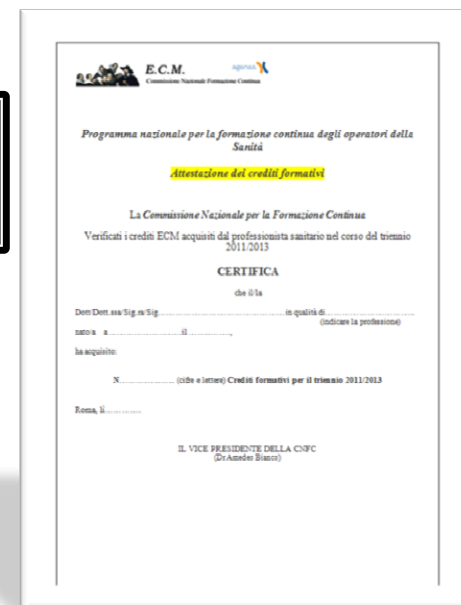 E.C.M.
agenas
Commissione Nazionale Formazione Continua
Programma nazionale per la formazione continua degli operatori della
Sanità
Attestazione dei crediti formativi
La Commissione Nazionale per la Formazione Continua
Verificati i crediti ECM acquisiti dal professionista sanitario nel corso del triennio
2011/2013
CERTIFICA
che il/la
Dott/Dott.ssa/Sig.ra/Sig.................................................. in qualità di..................................
(indicare la professione)
nato/a a............................il.................,
ha acquisito:
N..................... (cifre e lettere) Crediti formativi per il triennio 2011/2013
Roma, lì..............
IL VICE PRESIDENTE DELLA CNFC
(Dr Amedeo Bianco)